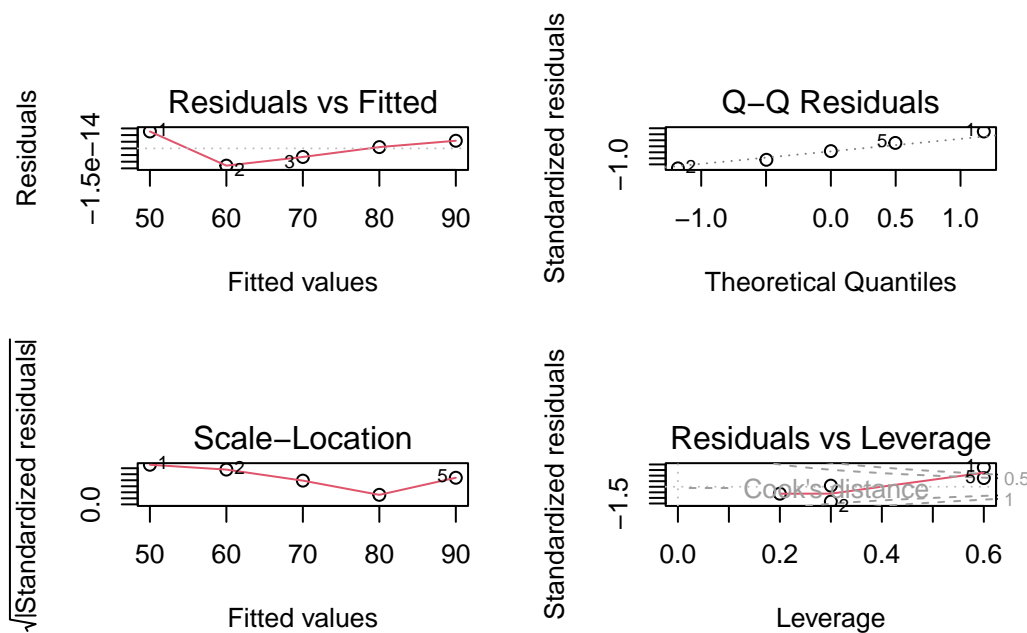 Residuals vs Fitted
Residuals
−1.5e−14
1
2
3
50 60 70 80 90
Fitted values
Q−Q Residuals
Standardized residuals
−1.0
2
5
1
−1.0 0.0 0.5 1.0
Theoretical Quantiles
Scale−Location
√|Standardized residuals|
0.0
1
2
5
50 60 70 80 90
Fitted values
Residuals vs Leverage
Standardized residuals
−1.5
Cook's distance
1
5
2
0.5
1
0.0 0.2 0.4 0.6
Leverage